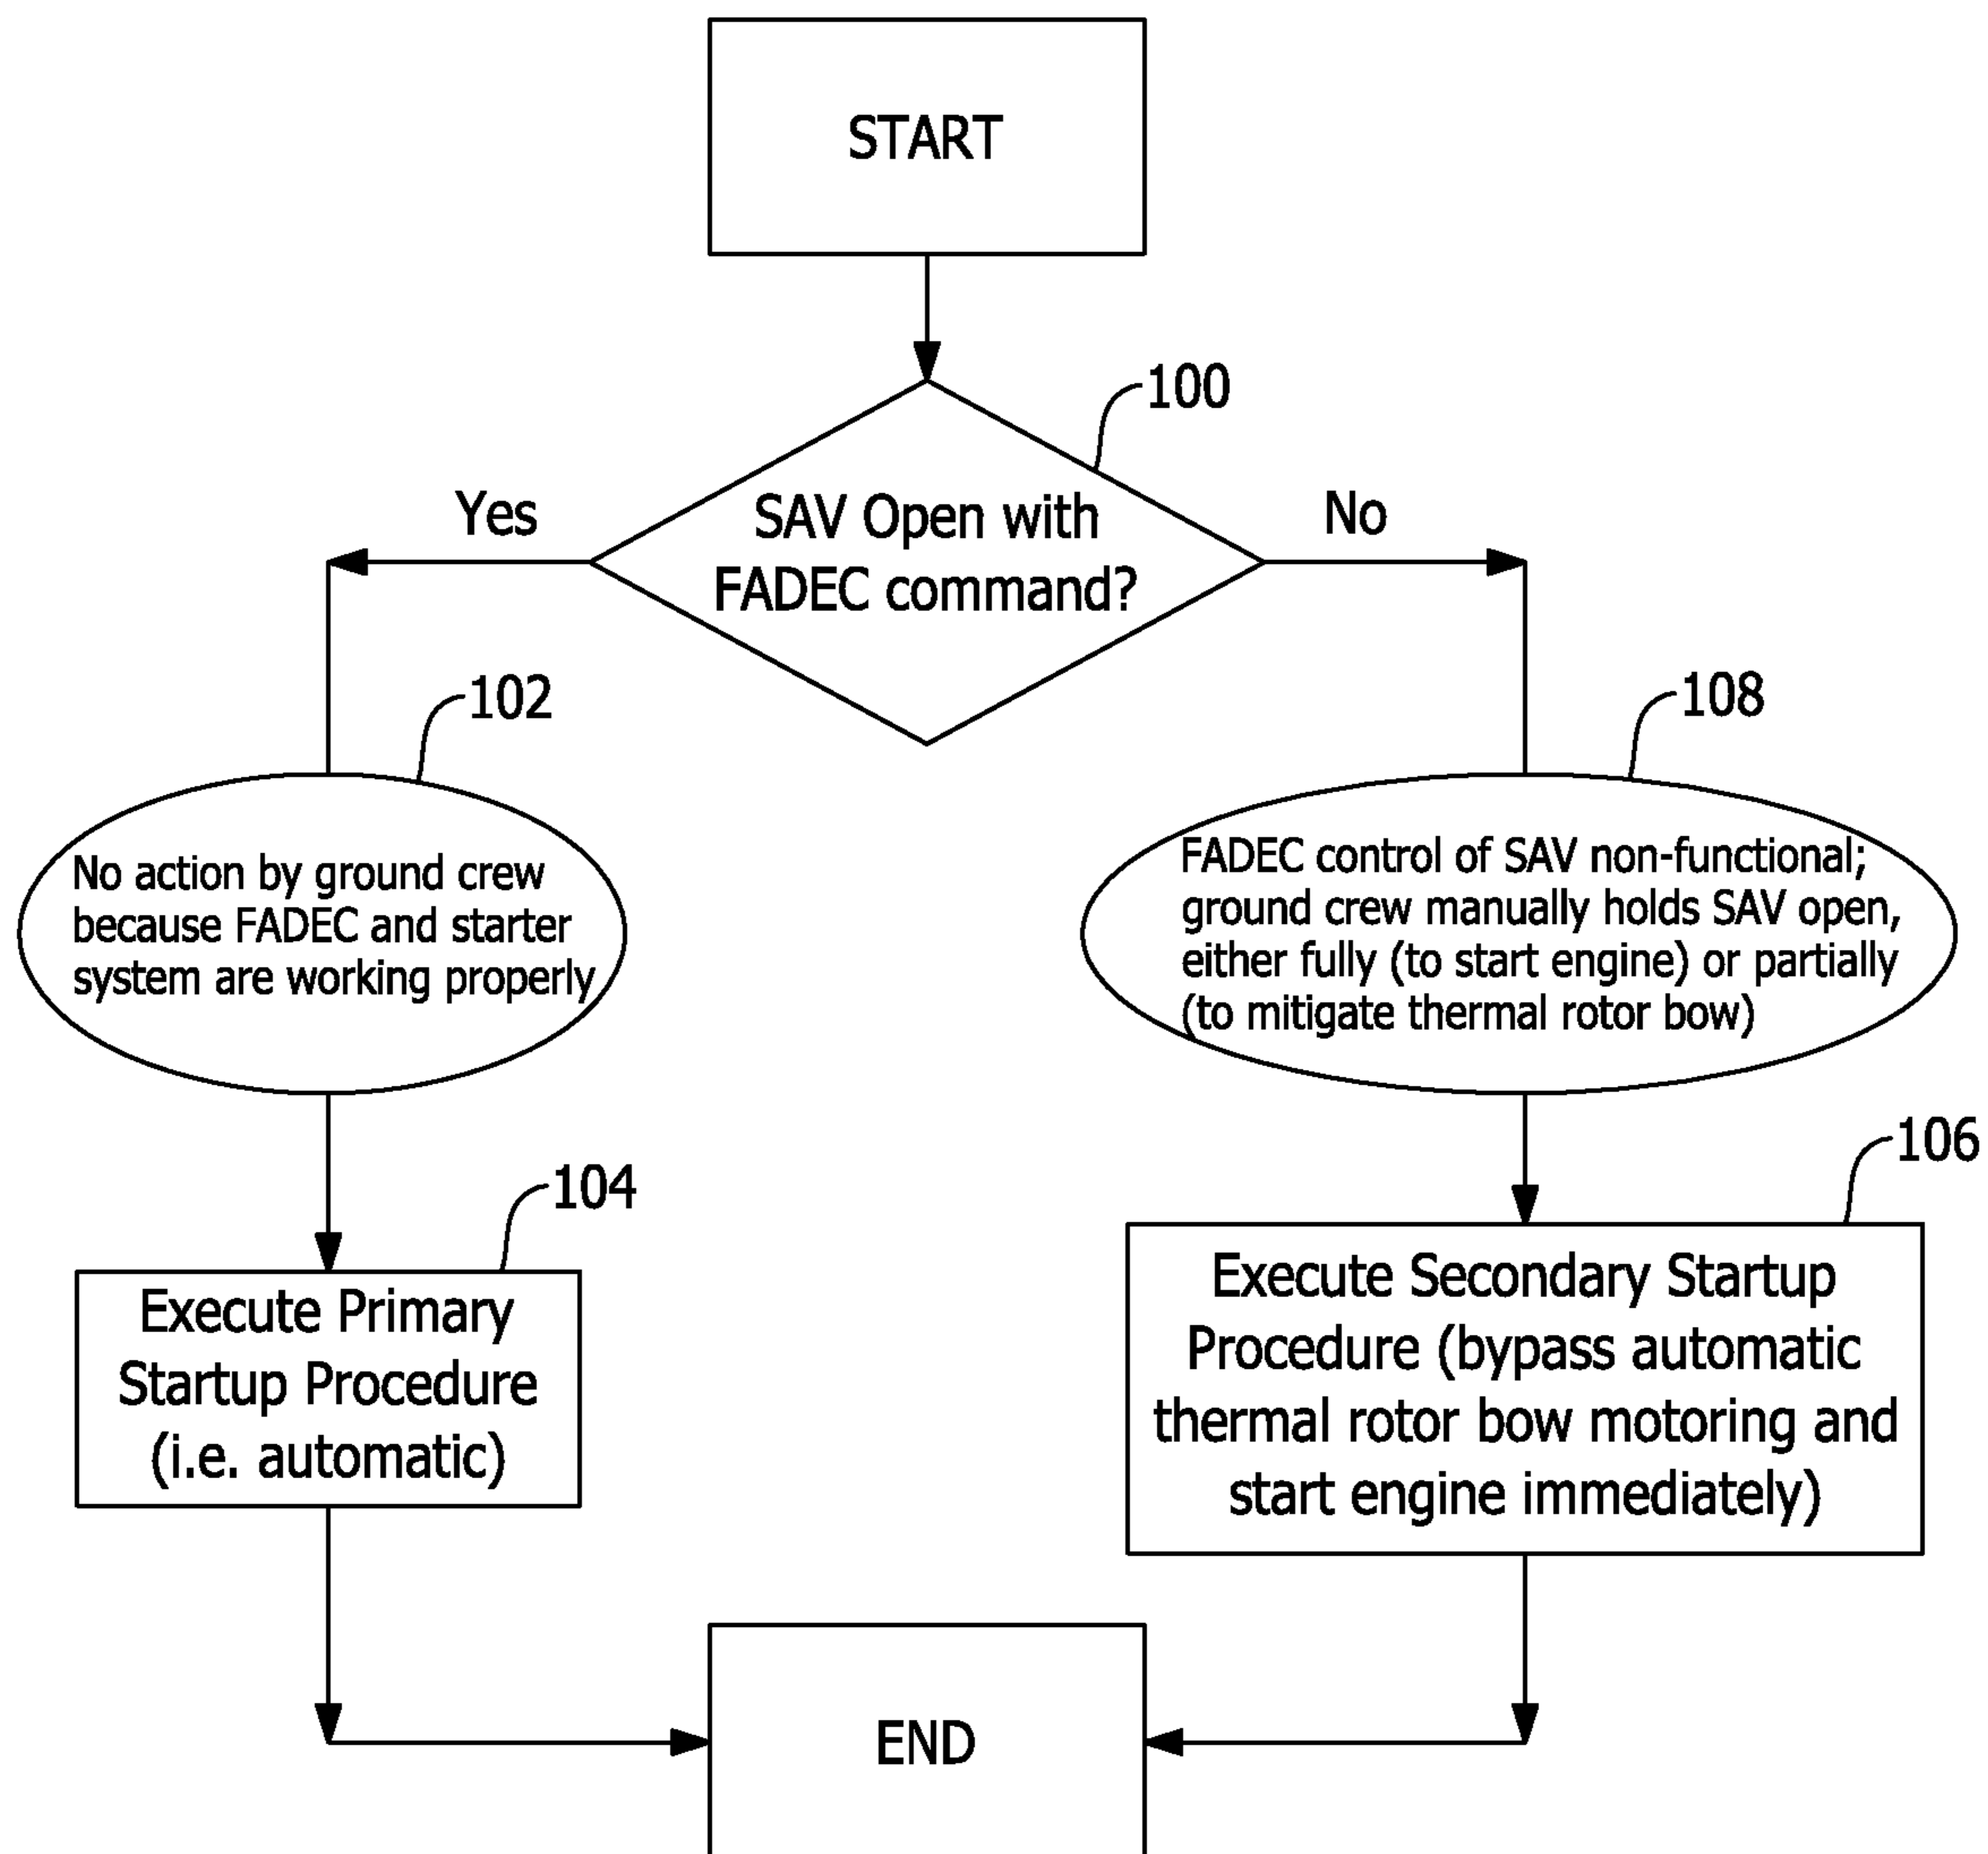 START
100
SAV Open with
FADEC command?
Yes
No
102
No action by ground crew
because FADEC and starter
system are working properly
108
FADEC control of SAV non-functional;
ground crew manually holds SAV open,
either fully (to start engine) or partially
(to mitigate thermal rotor bow)
104
Execute Primary
Startup Procedure
(i.e. automatic)
106
Execute Secondary Startup
Procedure (bypass automatic
thermal rotor bow motoring and
start engine immediately)
END